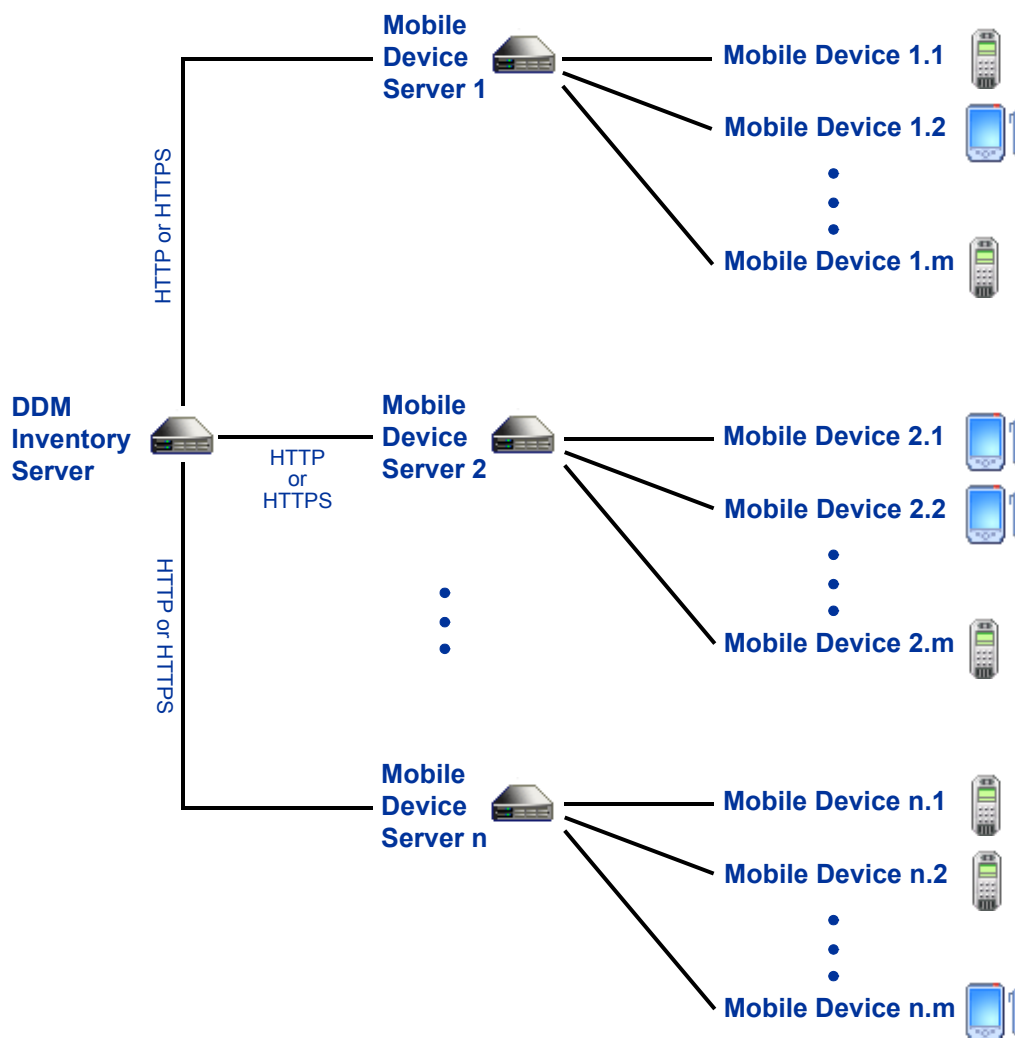 Mobile
Device
Server 1
Mobile Device 1.1
Mobile Device 1.2
Mobile Device 1.m
HTTP or HTTPS
DDM
Inventory
Server
HTTP
or
HTTPS
Mobile
Device
Server 2
Mobile Device 2.1
Mobile Device 2.2
Mobile Device 2.m
HTTP or HTTPS
Mobile
Device
Server n
Mobile Device n.1
Mobile Device n.2
Mobile Device n.m